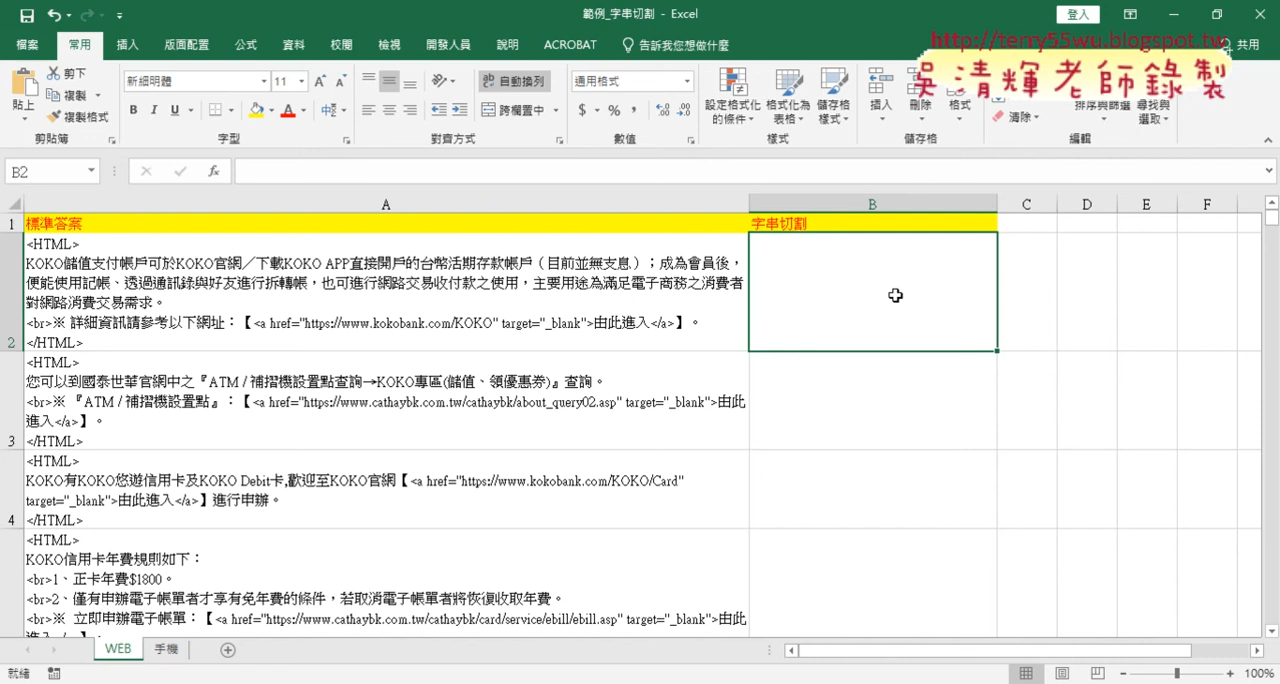 範例_字串切割 - Excel
登入
檔案
常用
插入
版面配置
公式
資料
校閱
檢視
開發人員
說明
ACROBAT
告訴我您想做什麼
共用
http://terry55wu.blogspot.tw
吳清輝老師錄製
貼上
剪下
複製
複製格式
剪貼簿
新細明體
11
B I U
字型
自動換列
跨欄置中
對齊方式
通用格式
$ % ,
數值
設定格式化的條件
格式化為表格
儲存格樣式
樣式
插入
刪除
格式
儲存格
清除
排序與篩選
尋找與選取
編輯
B2
fx
A B C D E F
1 標準答案 字串切割
<HTML>
KOKO儲值支付帳戶可於KOKO官網／下載KOKO APP直接開戶的台幣活期存款帳戶（目前並無支息）；成為會員後，
便能使用記帳、透過通訊錄與好友進行拆轉帳，也可進行網路交易收付款之使用，主要用途為滿足電子商務之消費者
對網路消費交易需求。
<br>※ 詳細資訊請參考以下網址：【<a href="https://www.kokobank.com/KOKO" target="_blank">由此進入</a>】。
2 </HTML>
<HTML>
您可以到國泰世華官網中之『ATM / 補摺機設置點查詢→KOKO專區(儲值、領優惠券)』查詢。
<br>※ 『ATM / 補摺機設置點』：【<a href="https://www.cathaybk.com.tw/cathaybk/about_query02.asp" target="_blank">由此
進入</a>】。
3 </HTML>
<HTML>
KOKO有KOKO您遊信用卡及KOKO Debit卡,歡迎至KOKO官網【<a href="https://www.kokobank.com/KOKO/Card"
target="_blank">由此進入</a>】進行申辦。
4 </HTML>
<HTML>
KOKO信用卡年費規則如下：
<br>1、正卡年費$1800。
<br>2、僅有申辦電子帳單者才享有免年費的條件，若取消電子帳單者將恢復收取年費。
<br>※ 立即申辦電子帳單：【<a href="https://www.cathaybk.com.tw/cathaybk/card/service/ebill/ebill.asp" target="_blank">由此
進入</a>】。
WEB
手機
就緒
100%